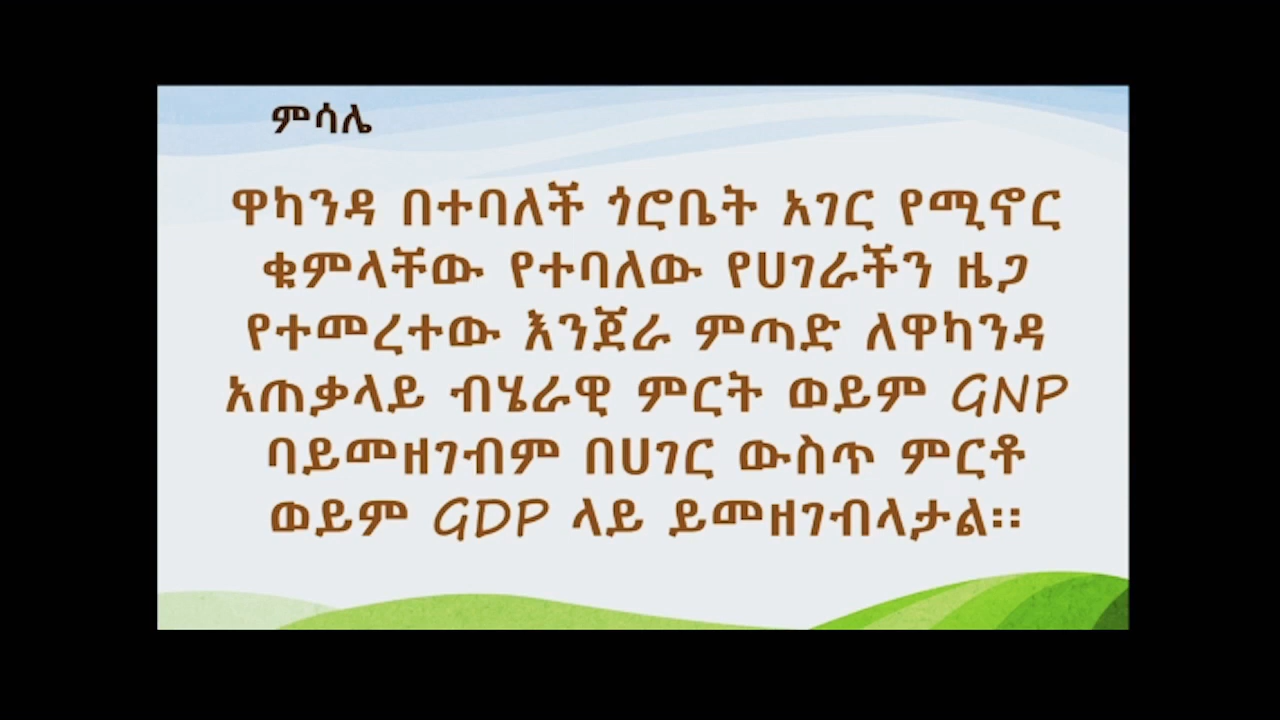 ምሳሌ
ዋካንዳ በተባለች ጎሮቤት አገር የሚኖር
ቁምላቸው የተባለው የሀገራችን ዜጋ
የተመረተው እንጀራ ምጣድ ለዋካንዳ
አጠቃላይ ብሄራዊ ምርት ወይም GNP
ባይመዘገብም በሀገር ውስጥ ምርቶ
ወይም GDP ላይ ይመዘገብላታል፡፡